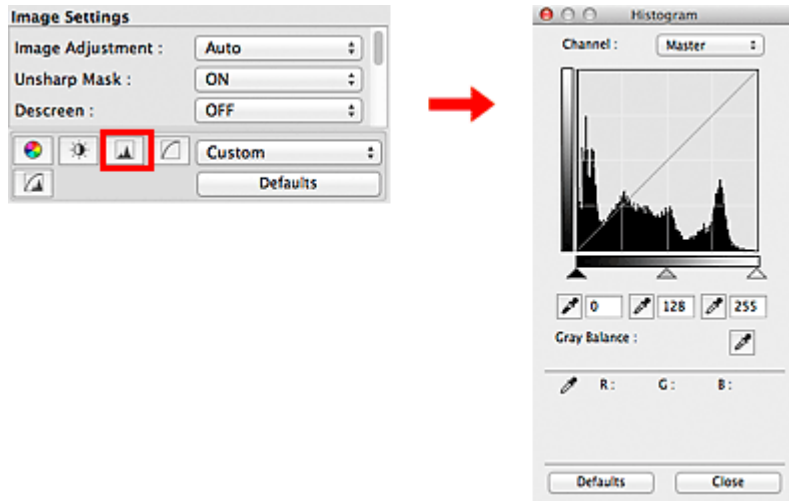 Image Settings
Image Adjustment : Auto
Unsharp Mask : ON
Descreen : OFF
Custom
Defaults
Histogram
Channel : Master
0 128 255
Gray Balance :
R : G : B :
Defaults Close